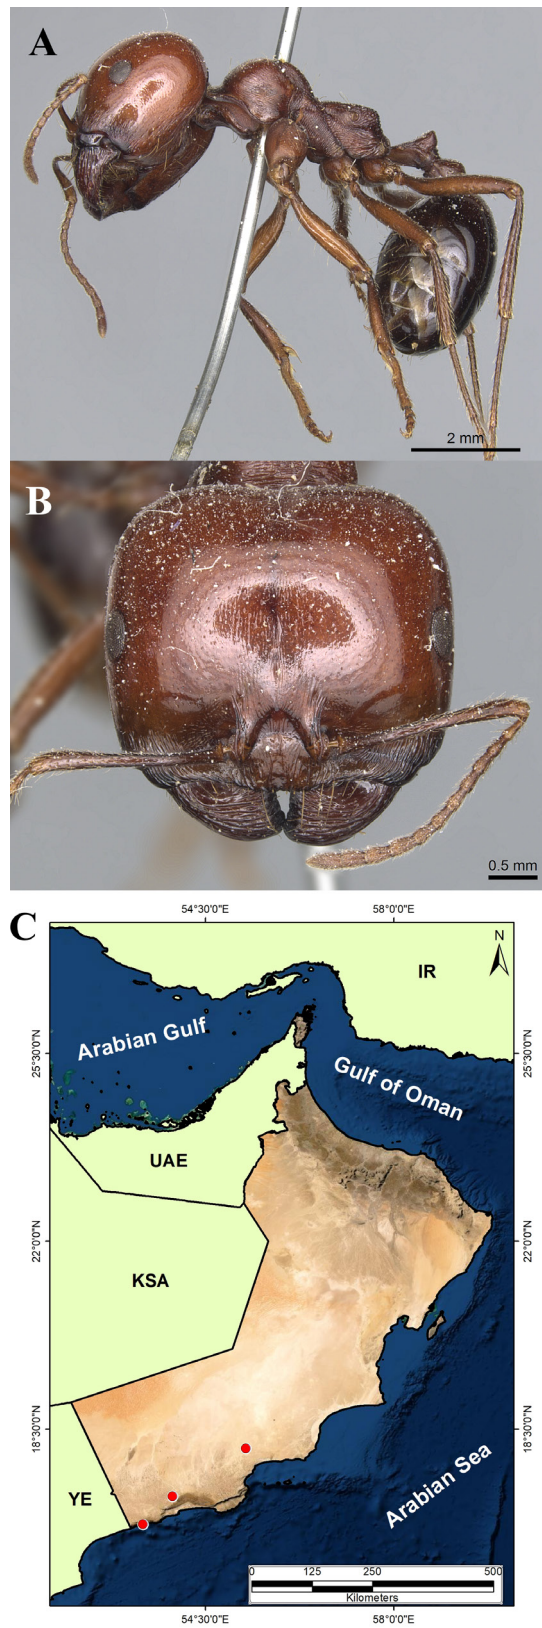 A
2 mm
B
0.5 mm
C
54°30'0"E
58°0'0"E
N
IR
Arabian Gulf
Gulf of Oman
25°30'0"N
25°30'0"N
UAE
22°0'0"N
22°0'0"N
KSA
18°30'0"N
18°30'0"N
YE
Arabian Sea
0
125
250
500
Kilometers
54°30'0"E
58°0'0"E